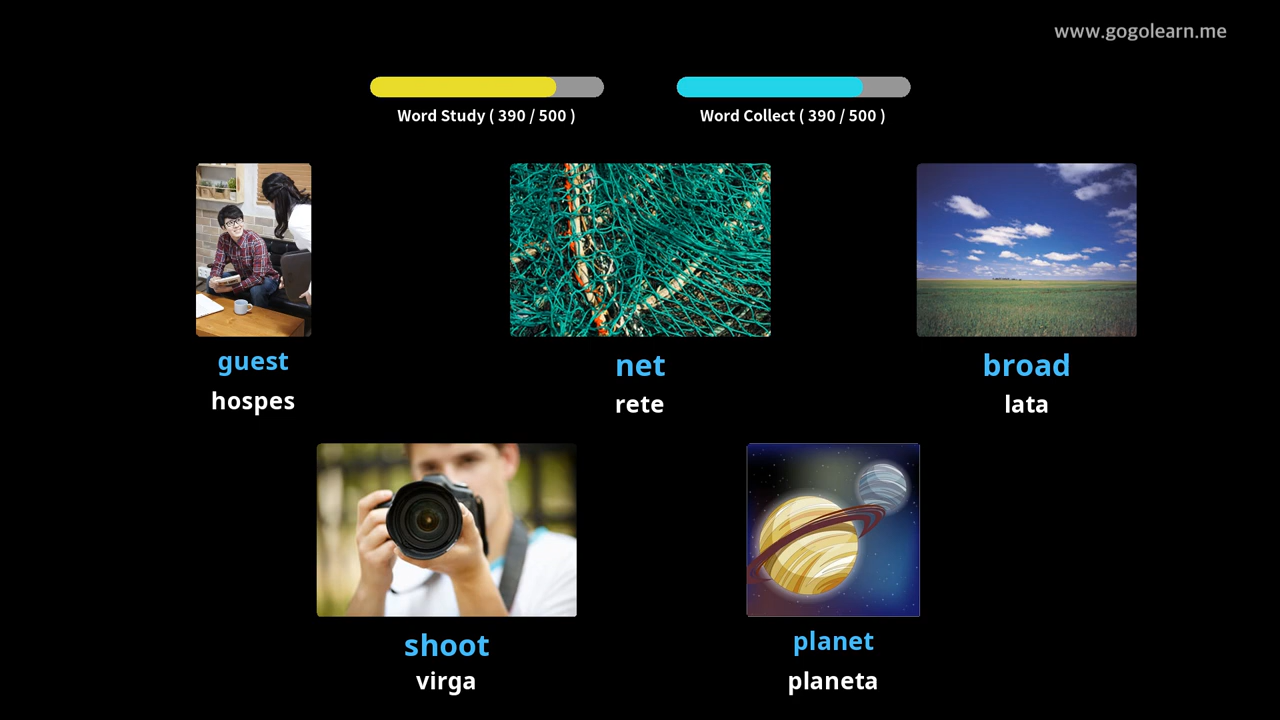 www.gogolearn.me
Word Study ( 390 / 500 )
Word Collect ( 390 / 500 )
guest
hospes
net
rete
broad
lata
shoot
virga
planet
planeta